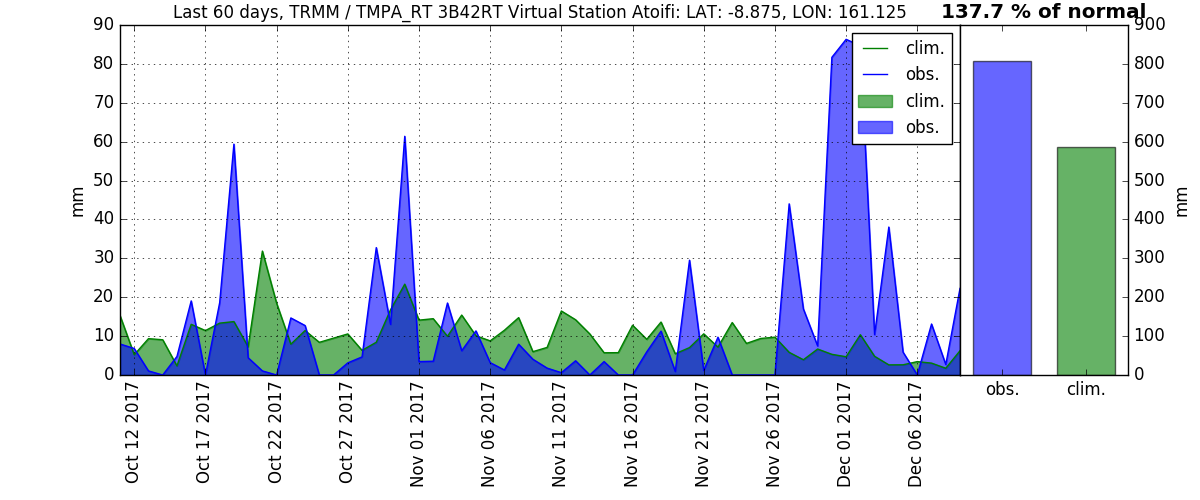 Last 60 days, TRMM / TMPA_RT 3B42RT Virtual Station Atoifi: LAT: -8.875, LON: 161.125
137.7 % of normal
90
80
70
60
50
40
30
20
10
0
mm
clim.
obs.
clim.
obs.
Oct 12 2017
Oct 17 2017
Oct 22 2017
Oct 27 2017
Nov 01 2017
Nov 06 2017
Nov 11 2017
Nov 16 2017
Nov 21 2017
Nov 26 2017
Dec 01 2017
Dec 06 2017
900
800
700
600
500
400
300
200
100
0
mm
obs.
clim.